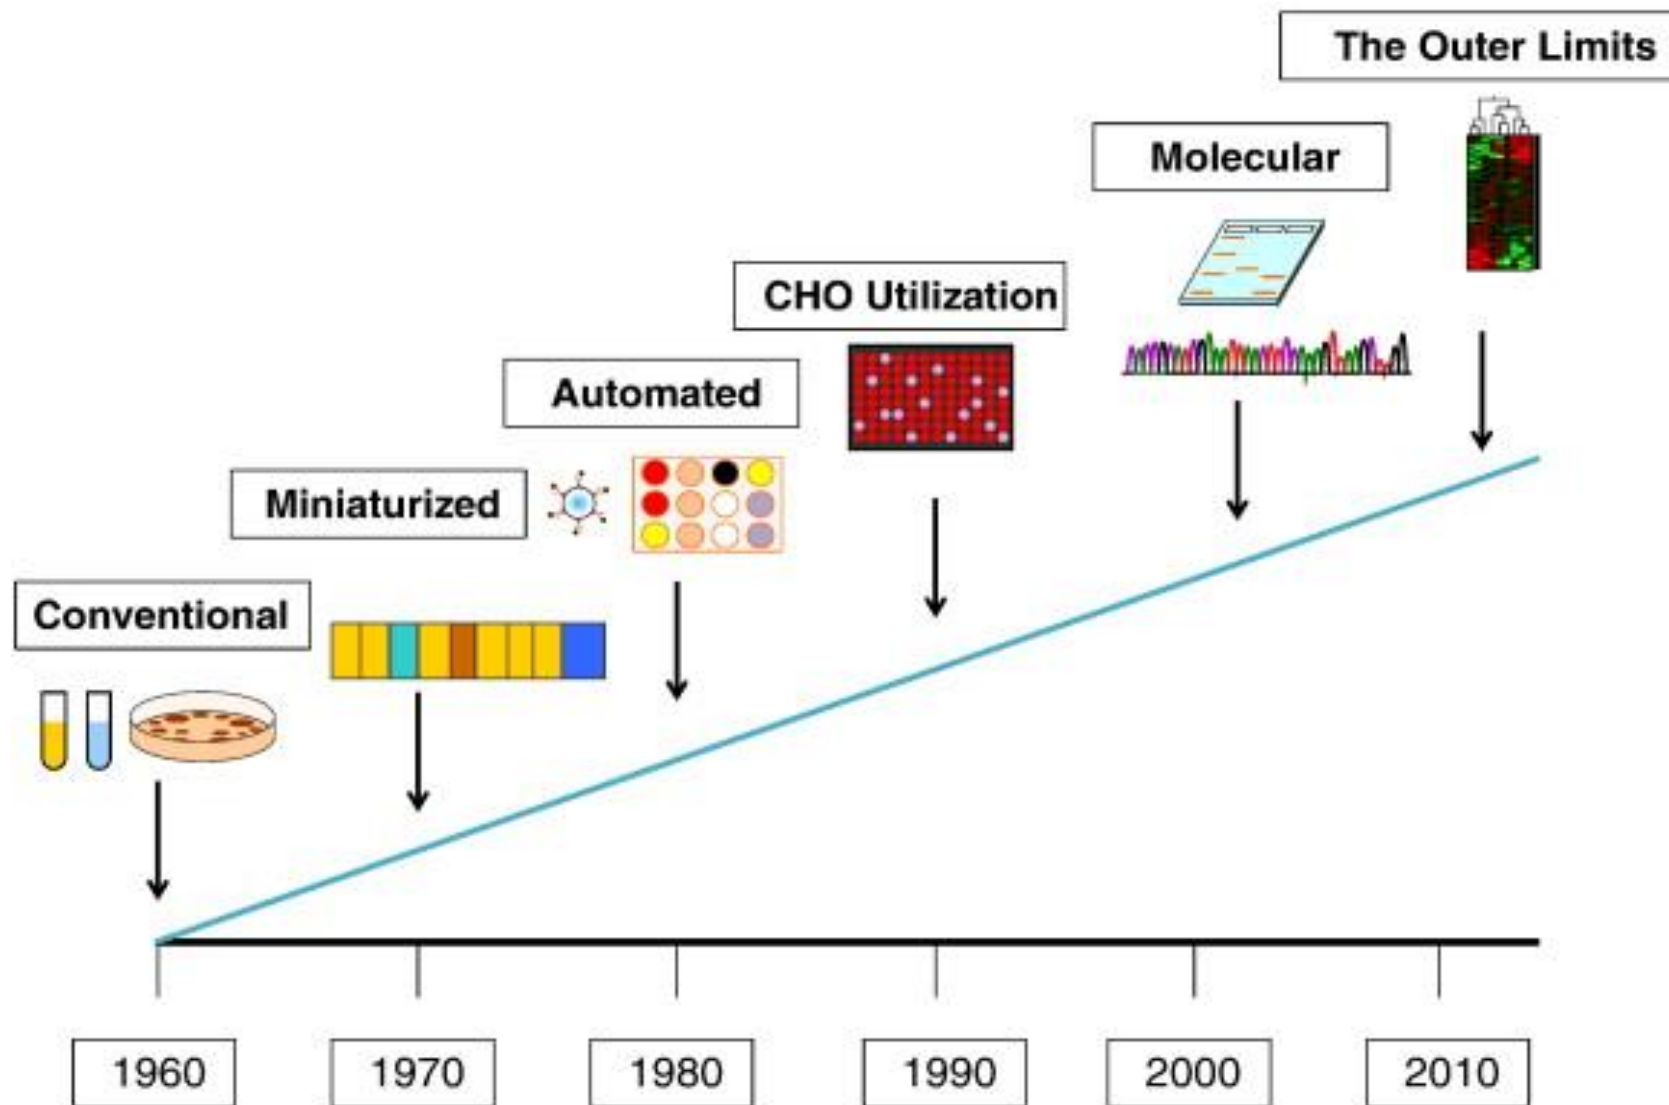 The Outer Limits
Molecular
CHO Utilization
Automated
Miniaturized
Conventional
1960
1970
1980
1990
2000
2010